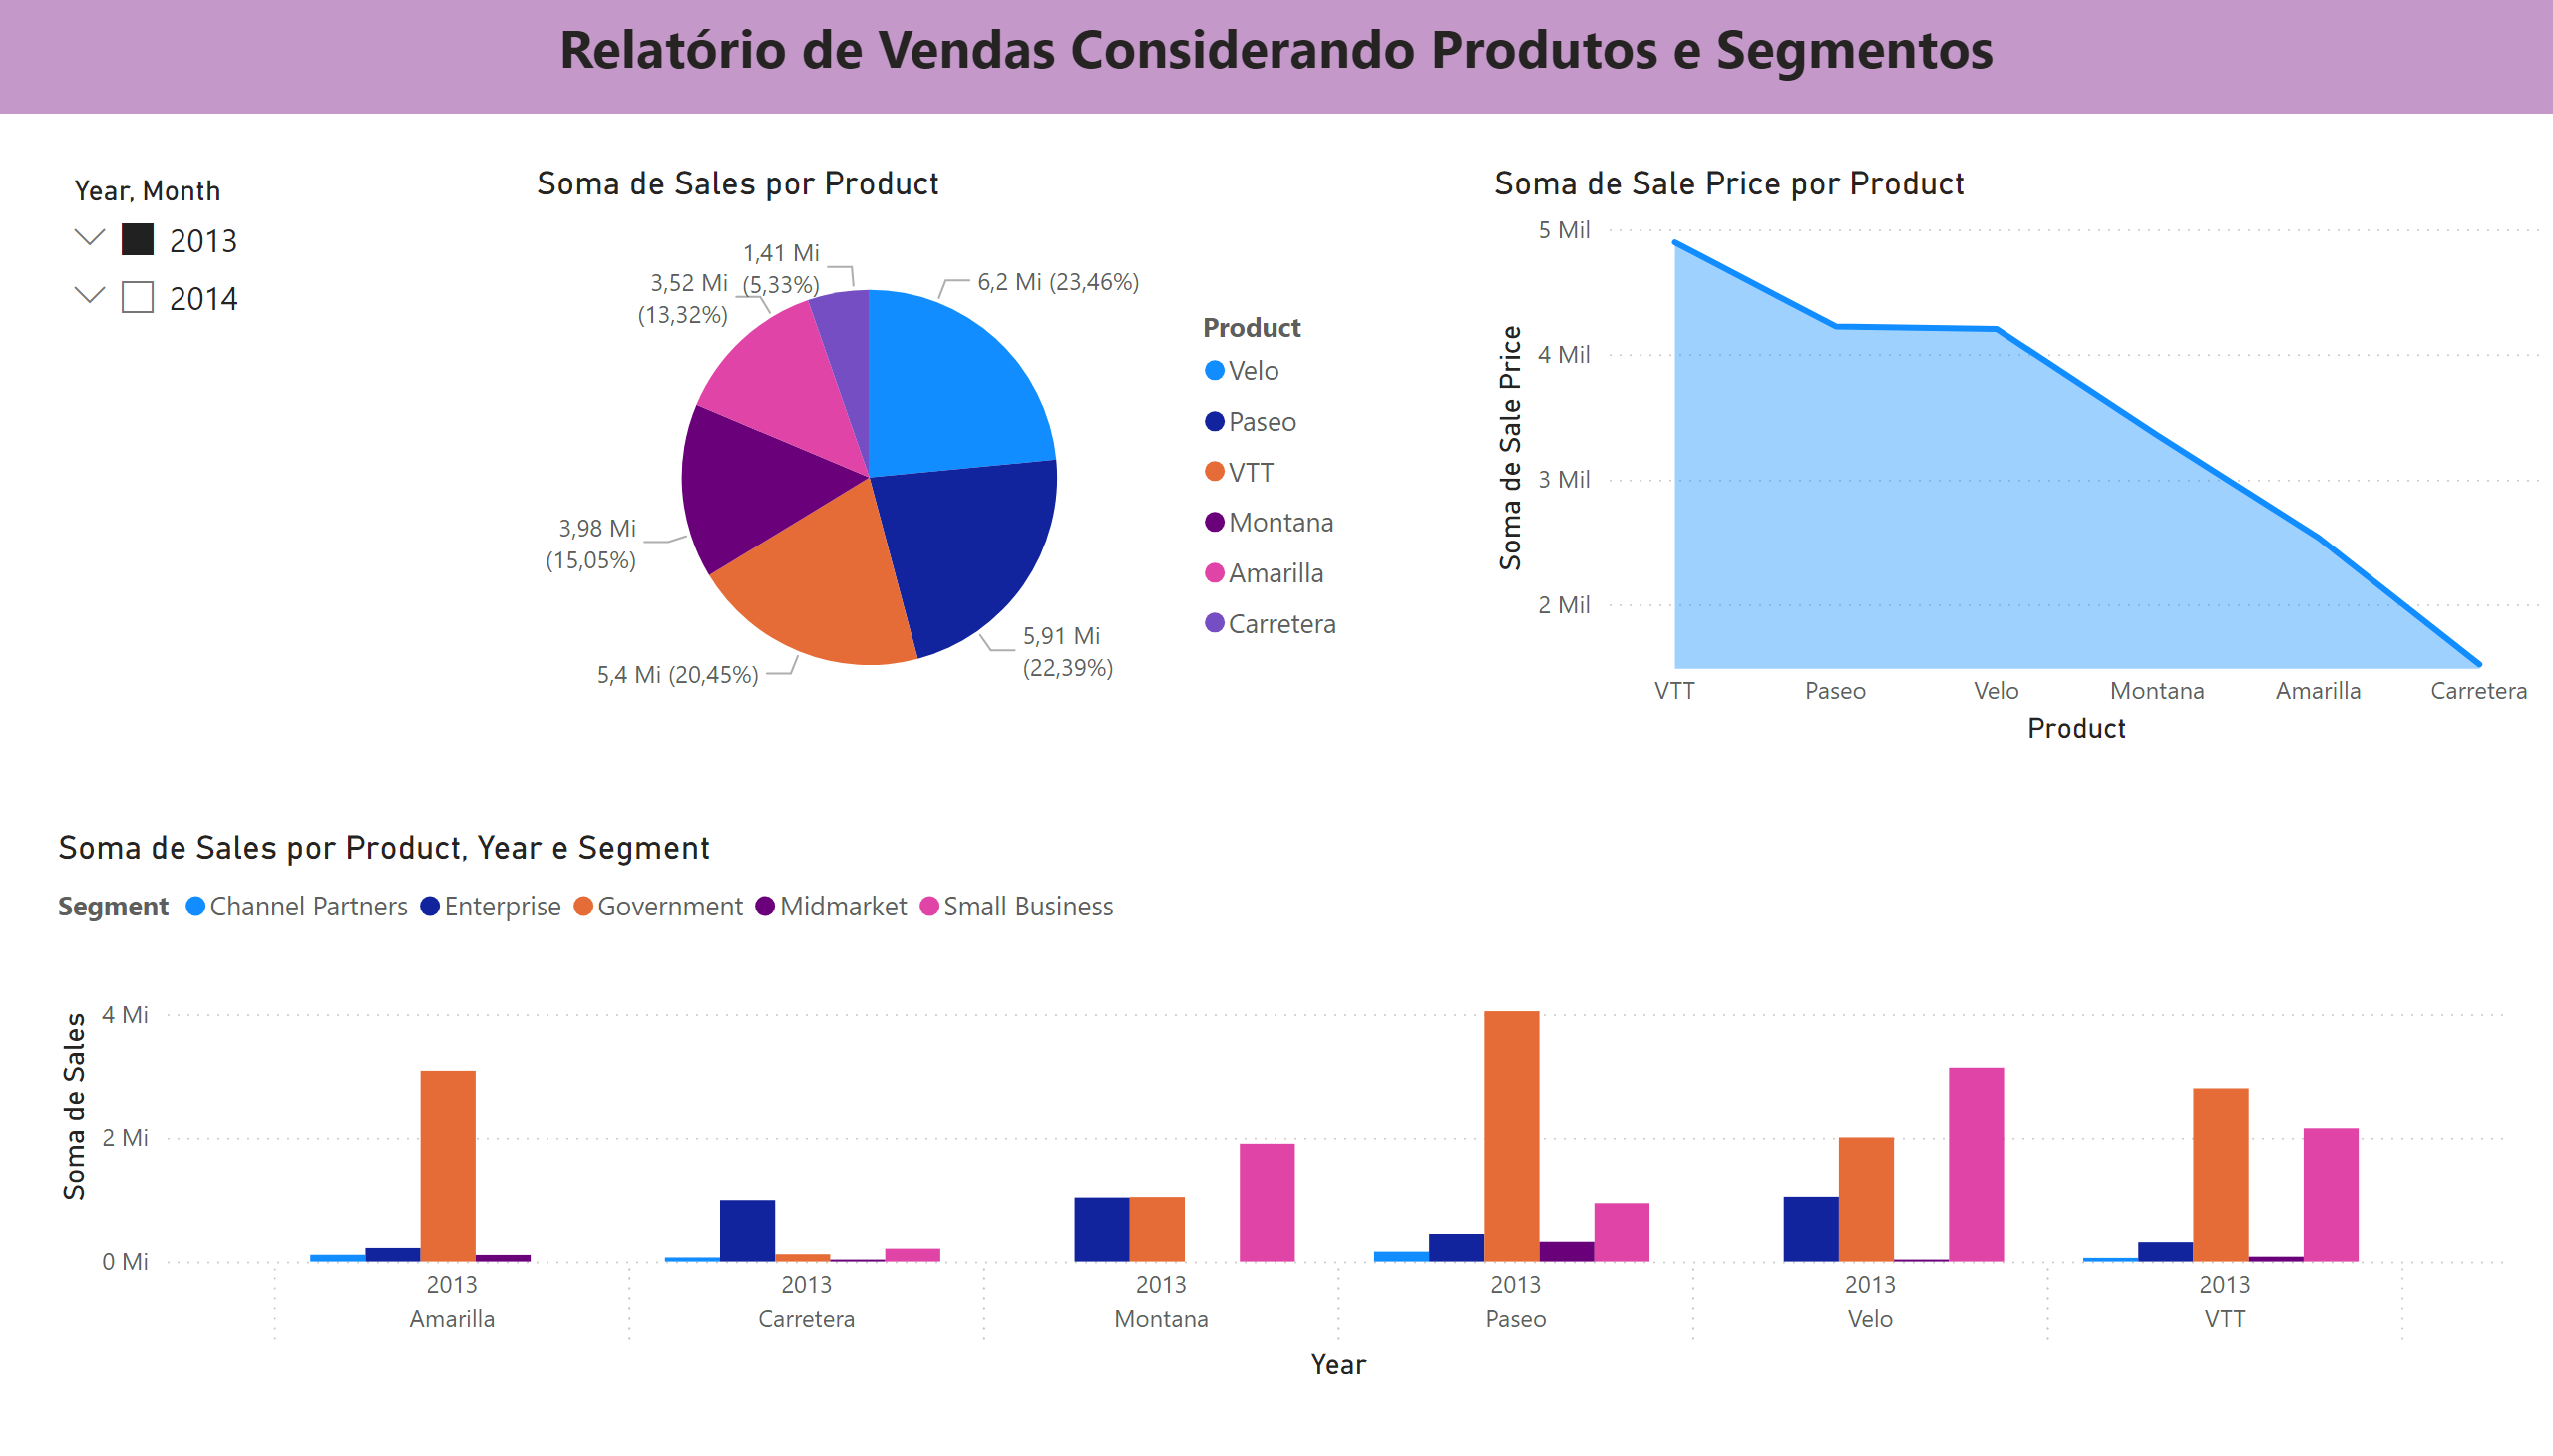 Relatório de Vendas Considerando Produtos e Segmentos
Year, Month
2013
2014
Soma de Sales por Product
1,41 Mi
(5,33%)
3,52 Mi
(13,32%)
6,2 Mi (23,46%)
3,98 Mi
(15,05%)
5,4 Mi (20,45%)
5,91 Mi
(22,39%)
Product
Velo
Paseo
VTT
Montana
Amarilla
Carretera
Soma de Sale Price por Product
Soma de Sale Price
5 Mil
4 Mil
3 Mil
2 Mil
VTT Paseo Velo Montana Amarilla Carretera
Product
Soma de Sales por Product, Year e Segment
Segment Channel Partners Enterprise Government Midmarket Small Business
Soma de Sales
4 Mi
2 Mi
0 Mi
2013 2013 2013 2013 2013 2013
Amarilla Carretera Montana Paseo Velo VTT
Year